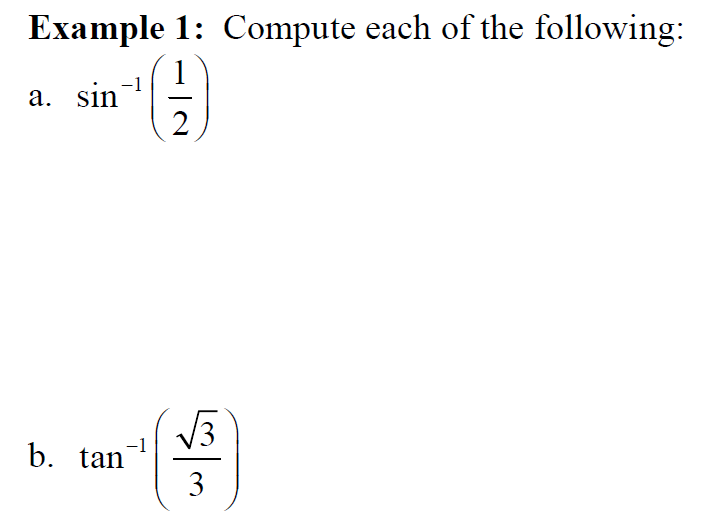 Example 1: Compute each of the following:
a. sin⁻¹(1/2)
b. tan⁻¹(√3/3)